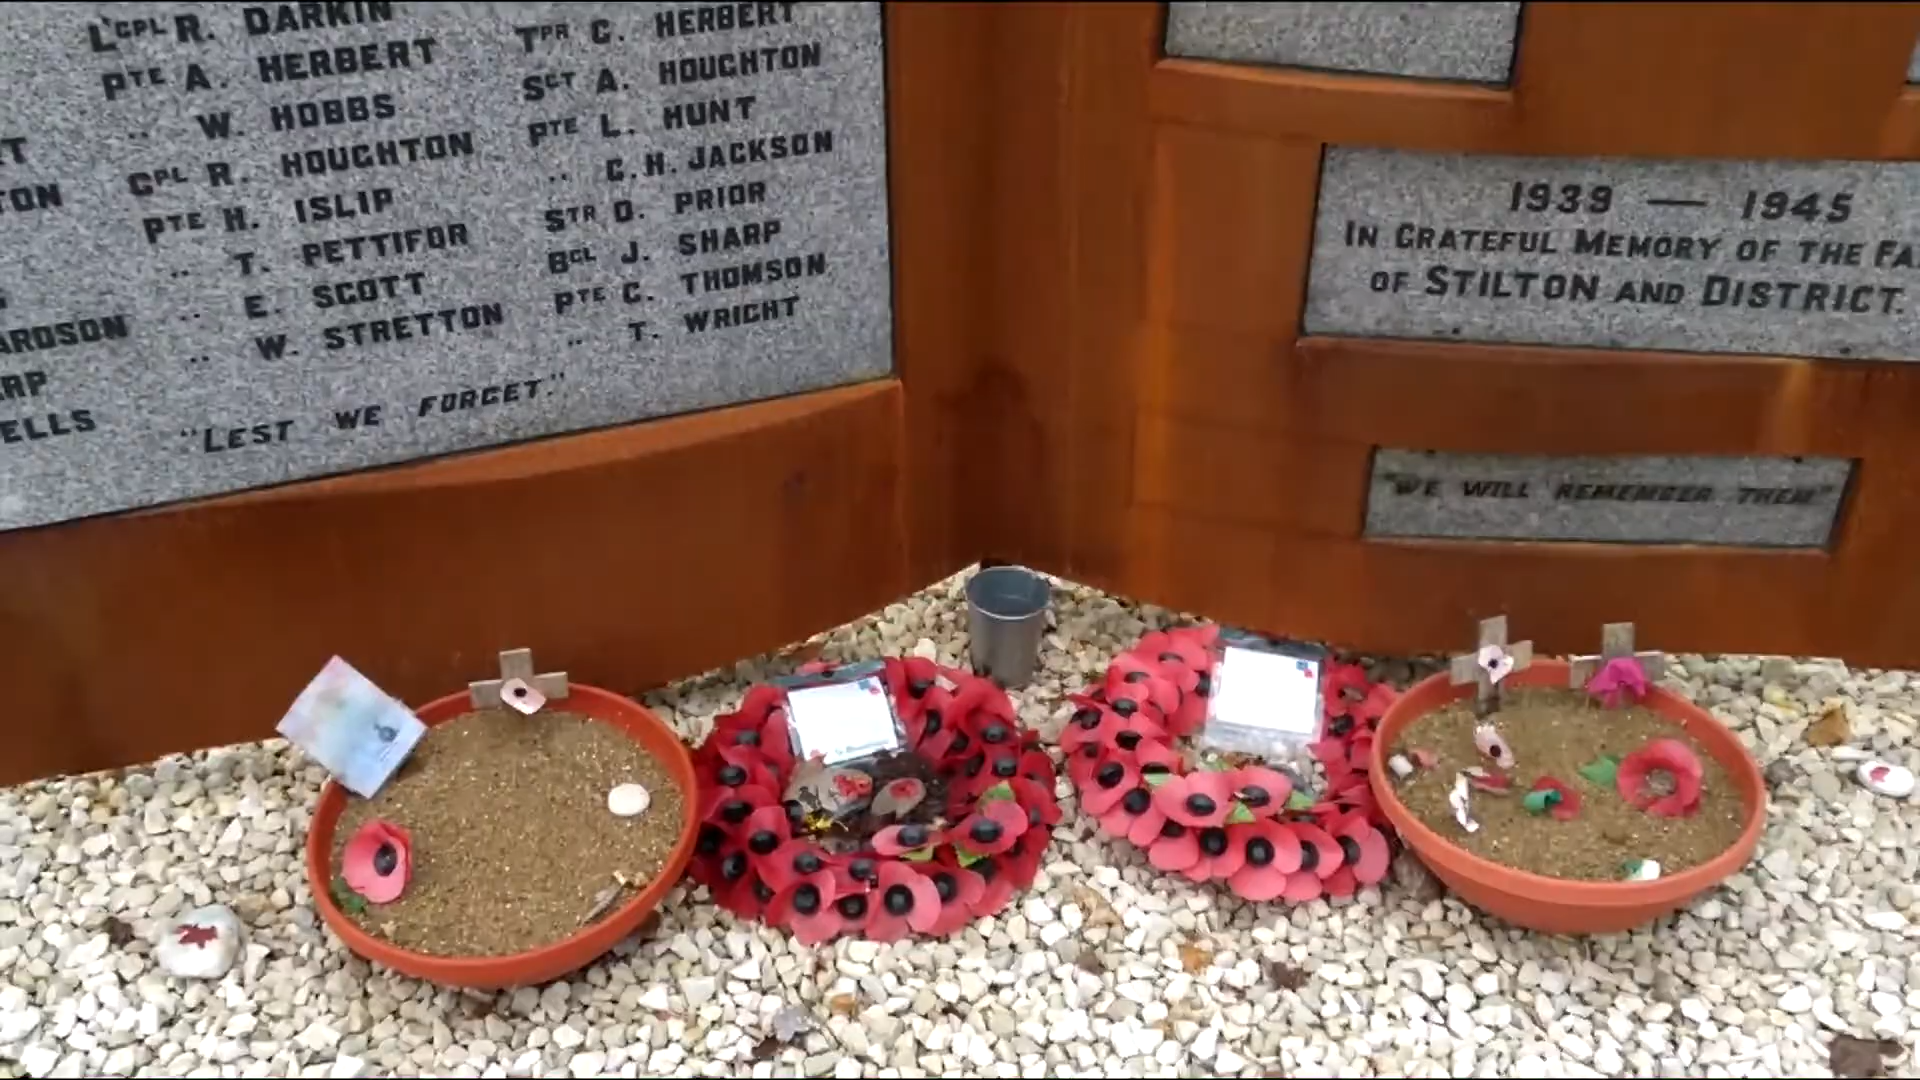 LCPL R. DARKIN
PTE A. HERBERT
.. W. HOBBS
CPL R. HOUGHTON
PTE H. ISLIP
.. T. PETTIFOR
.. E. SCOTT
.. W. STRETTON
TPR C. HERBERT
SGT A. HOUGHTON
PTE L. HUNT
.. C.H. JACKSON
STR D. PRIOR
BGL J. SHARP
PTE C. THOMSON
.. T. WRIGHT
"LEST WE FORGET."
1939 — 1945
IN GRATEFUL MEMORY OF THE
OF STILTON AND DISTRICT.
"WE WILL REMEMBER THEM"